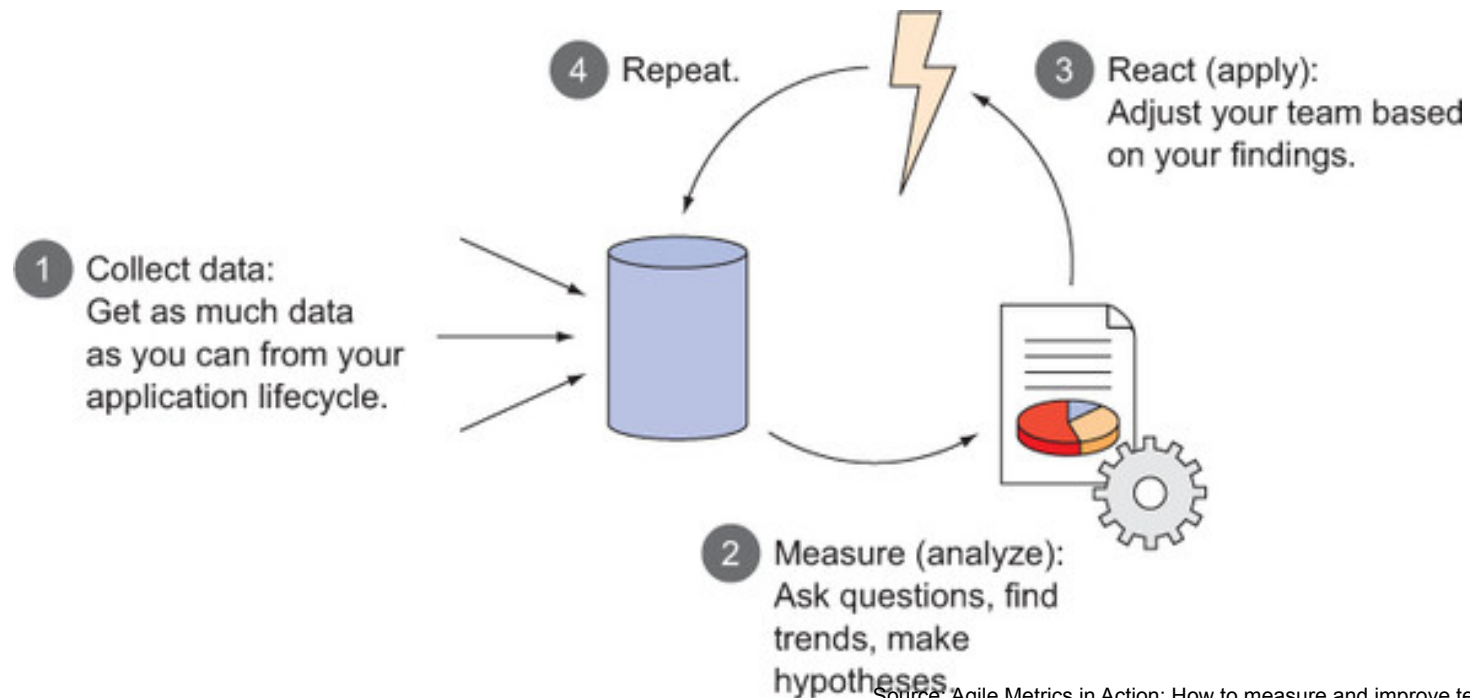 4 Repeat.
3 React (apply):
Adjust your team based
on your findings.
1 Collect data:
Get as much data
as you can from your
application lifecycle.
2 Measure (analyze):
Ask questions, find
trends, make
hypotheses.
Source: Agile Metrics in Action: How to measure and improve te